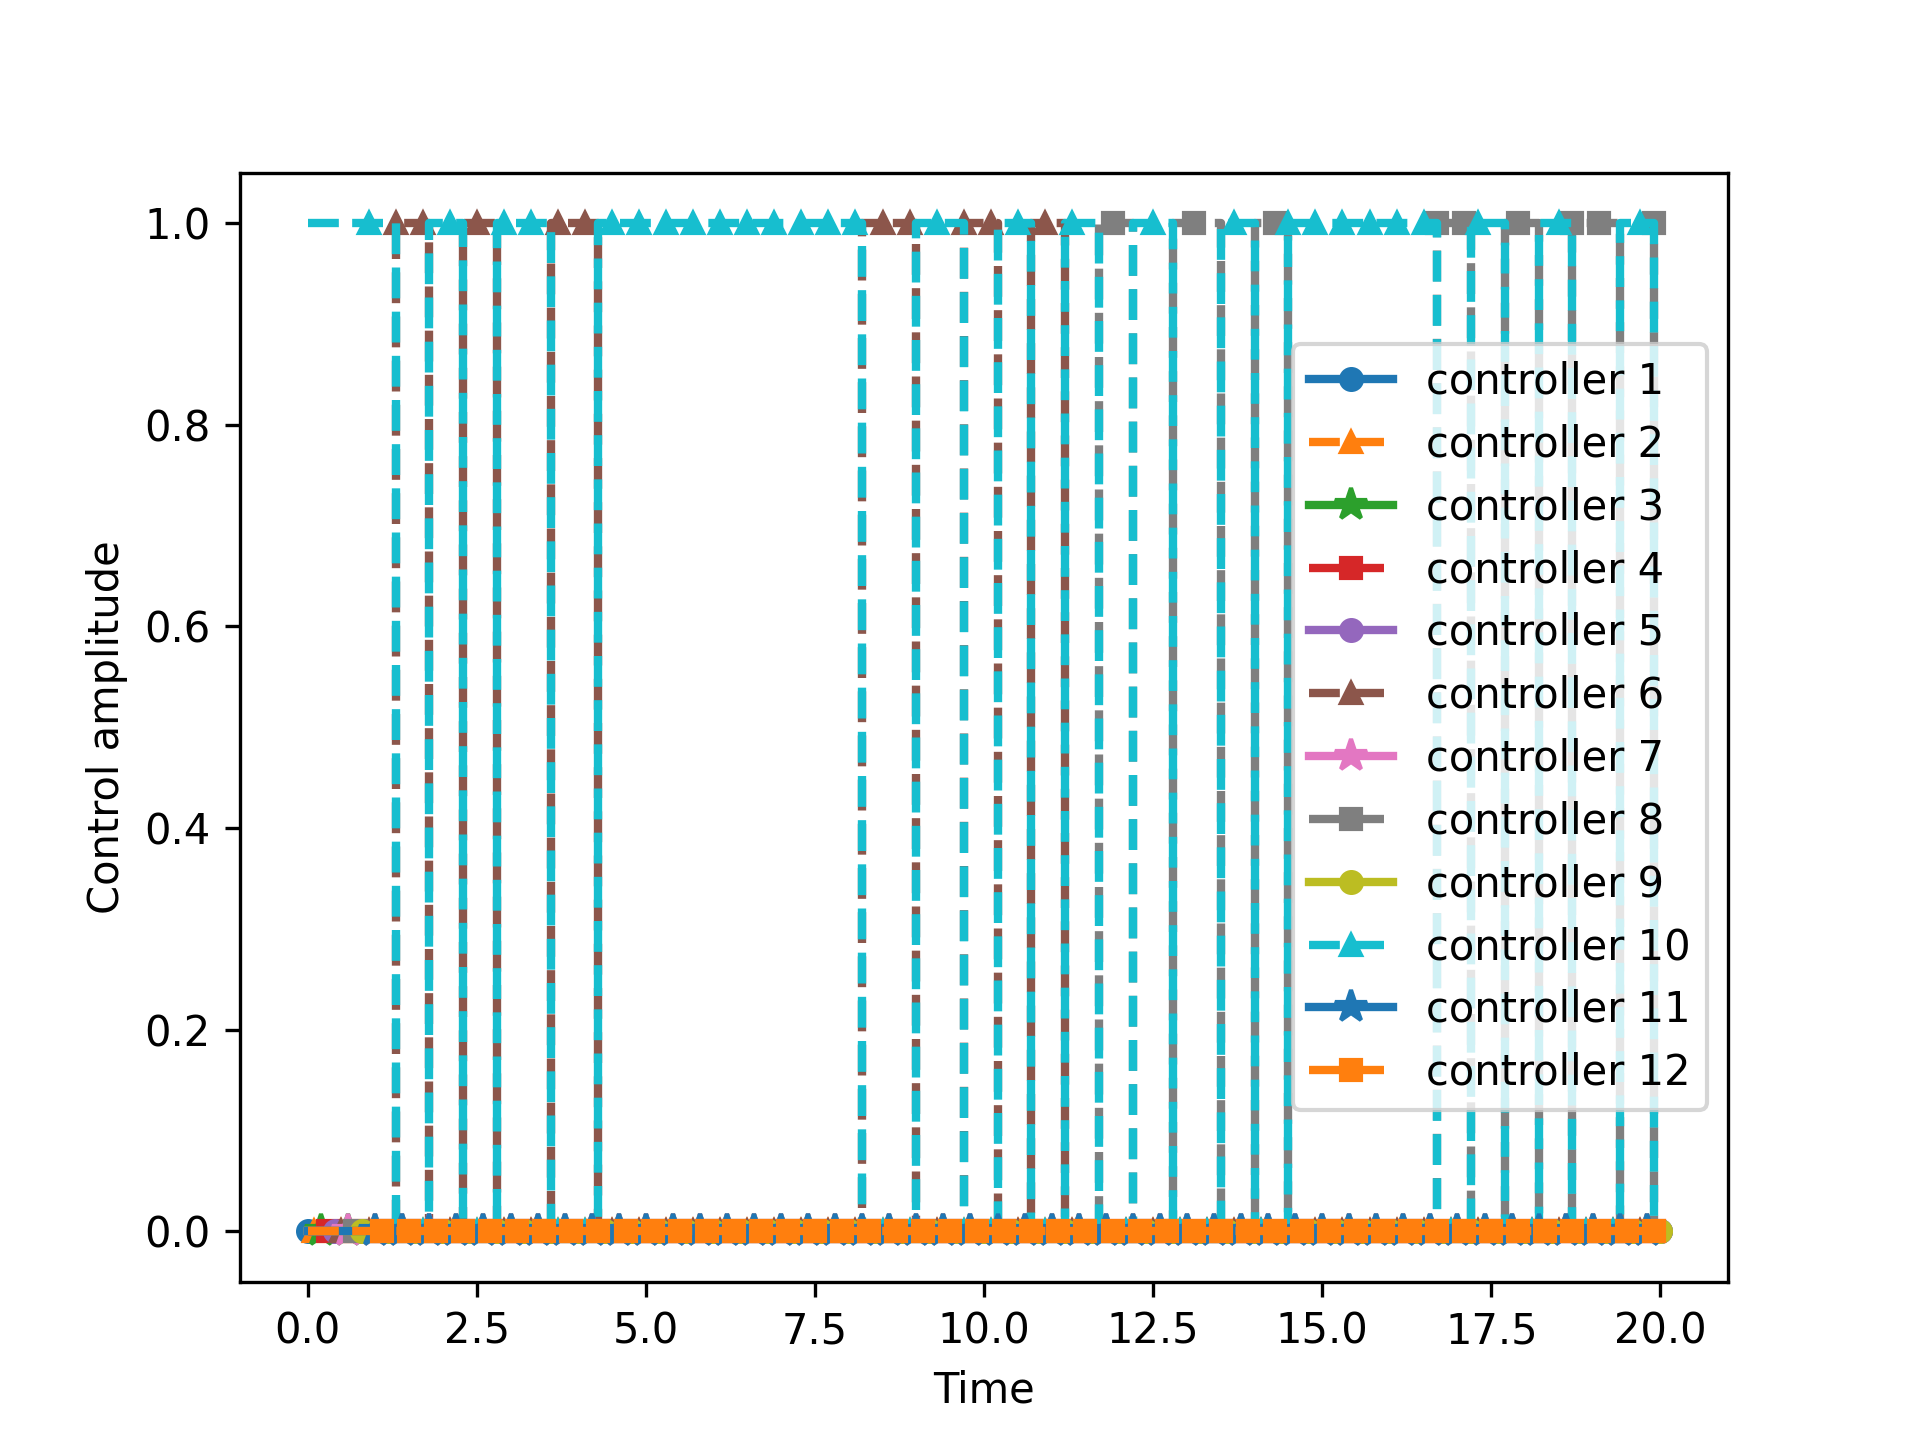 1.0
0.8
0.6
0.4
0.2
0.0
Control amplitude
controller 1
controller 2
controller 3
controller 4
controller 5
controller 6
controller 7
controller 8
controller 9
controller 10
controller 11
controller 12
0.0 2.5 5.0 7.5 10.0 12.5 15.0 17.5 20.0
Time